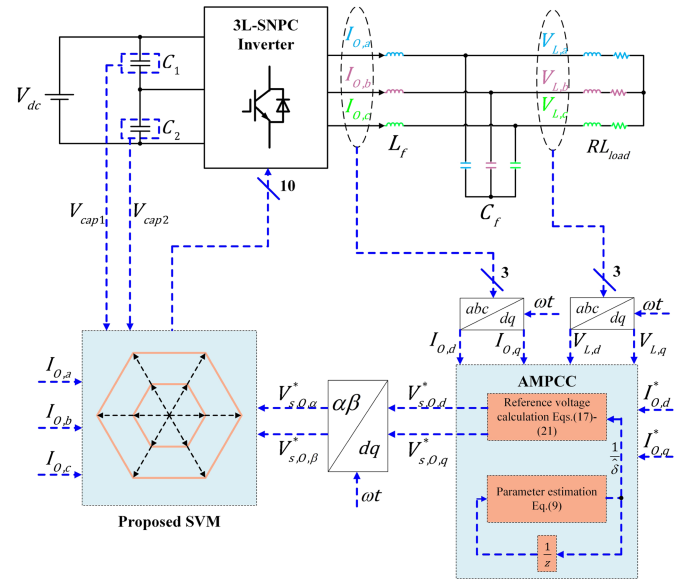 3L-SNPC
Inverter
I_{O,a}
V_{L,a}
C_1
V_{dc}
I_{O,b}
V_{L,b}
I_{O,c}
V_{L,c}
C_2
L_f
RL_{load}
10
V_{cap1}
V_{cap2}
C_f
3
3
abc
dq
ωt
abc
dq
ωt
I_{O,d}
I_{O,q}
V_{L,d}
V_{L,q}
AMPCC
I_{O,a}
I_{O,b}
I_{O,c}
V^*_{s,O,α}
V^*_{s,O,β}
αβ
dq
ωt
V^*_{s,O,d}
V^*_{s,O,q}
Reference voltage
calculation Eqs.(17)-
(21)
I^*_{O,d}
I^*_{O,q}
1
δ̂
Parameter estimation
Eq.(9)
1
z
Proposed SVM